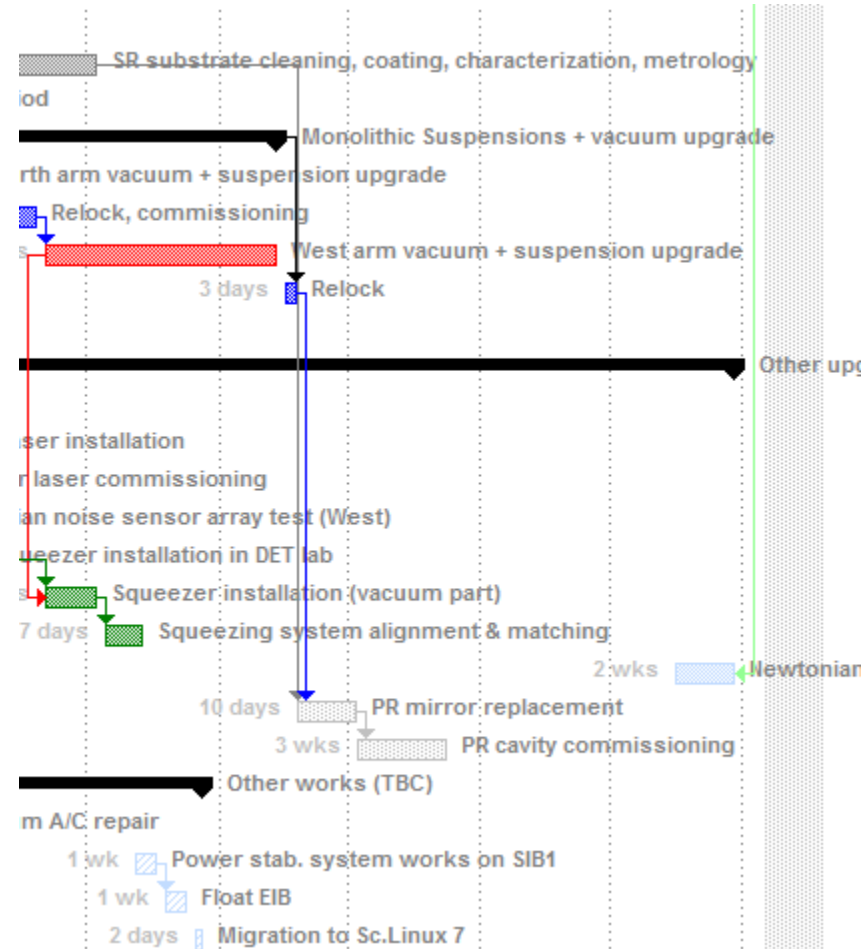 SR substrate cleaning, coating, characterization, metrology
iod
Monolithic Suspensions + vacuum upgrade
rth arm vacuum + suspension upgrade
Relock, commissioning
s West arm vacuum + suspension upgrade
3 days Relock
Other upg
ser installation
r laser commissioning
ian noise sensor array test (West)
ueezer installation in DET lab
s Squeezer installation (vacuum part)
7 days Squeezing system alignment & matching
2 wks Newtonian
10 days PR mirror replacement
3 wks PR cavity commissioning
Other works (TBC)
m A/C repair
1 wk Power stab. system works on SIB1
1 wk Float EIB
2 days Migration to Sc.Linux 7